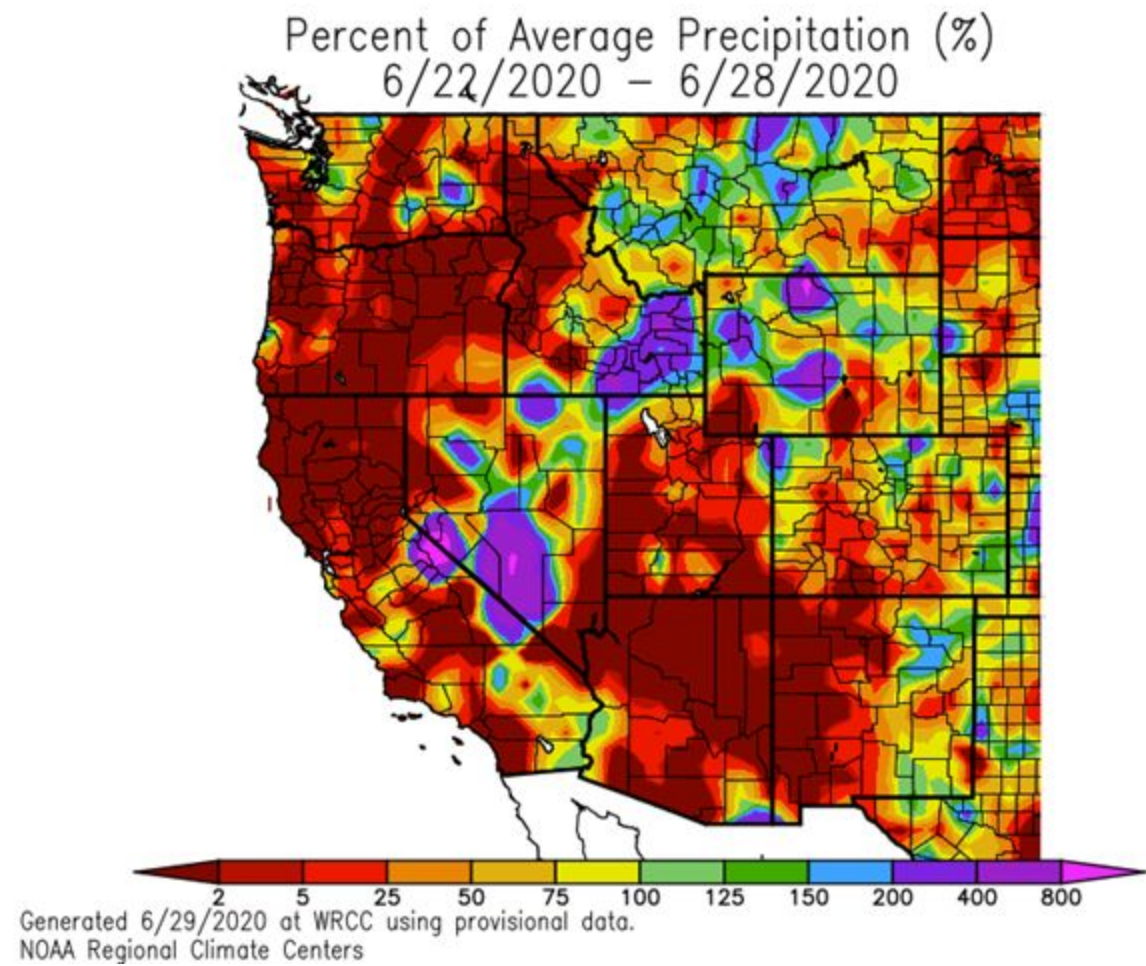 Percent of Average Precipitation (%)
6/22/2020 – 6/28/2020
2 5 25 50 75 100 125 150 200 400 800
Generated 6/29/2020 at WRCC using provisional data.
NOAA Regional Climate Centers